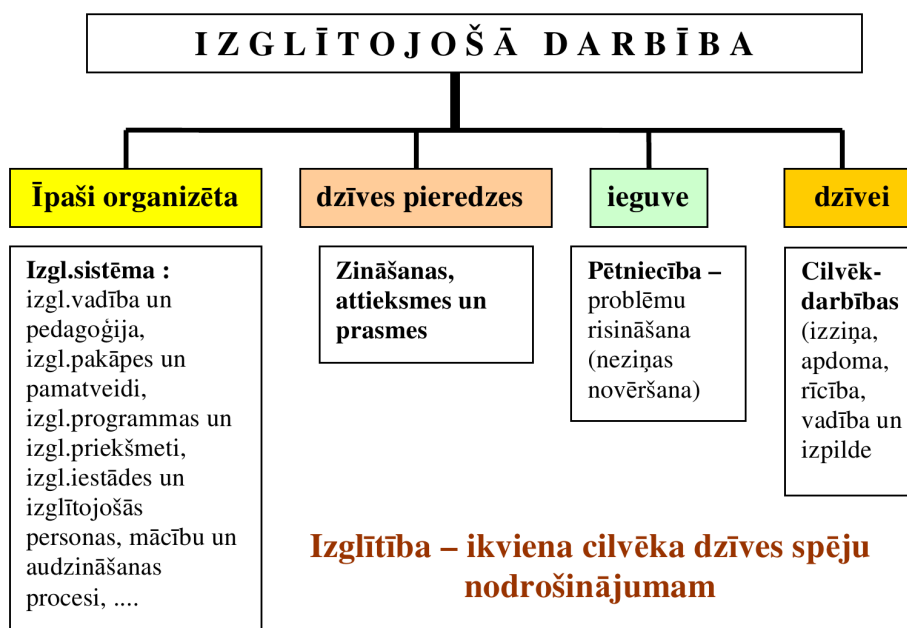 IZGLĪTOJOŠĀ DARBĪBA
Īpaši organizēta
dzīves pieredzes
ieguve
dzīvei
Izgl.sistēma :
izgl.vadība un
pedagoģija,
izgl.pakāpes un
pamatveidi,
izgl.programmas un
izgl.priekšmeti,
izgl.iestādes un
izglītojošās
personas, mācību un
audzināšanas
procesi, ....
Zināšanas,
attieksmes un
prasmes
Pētniecība –
problēmu
risināšana
(neziņas
novēršana)
Cilvēk-
darbības
(izziņa,
apdoma,
rīcība,
vadība un
izpilde
Izglītība – ikviena cilvēka dzīves spēju
nodrošinājumam